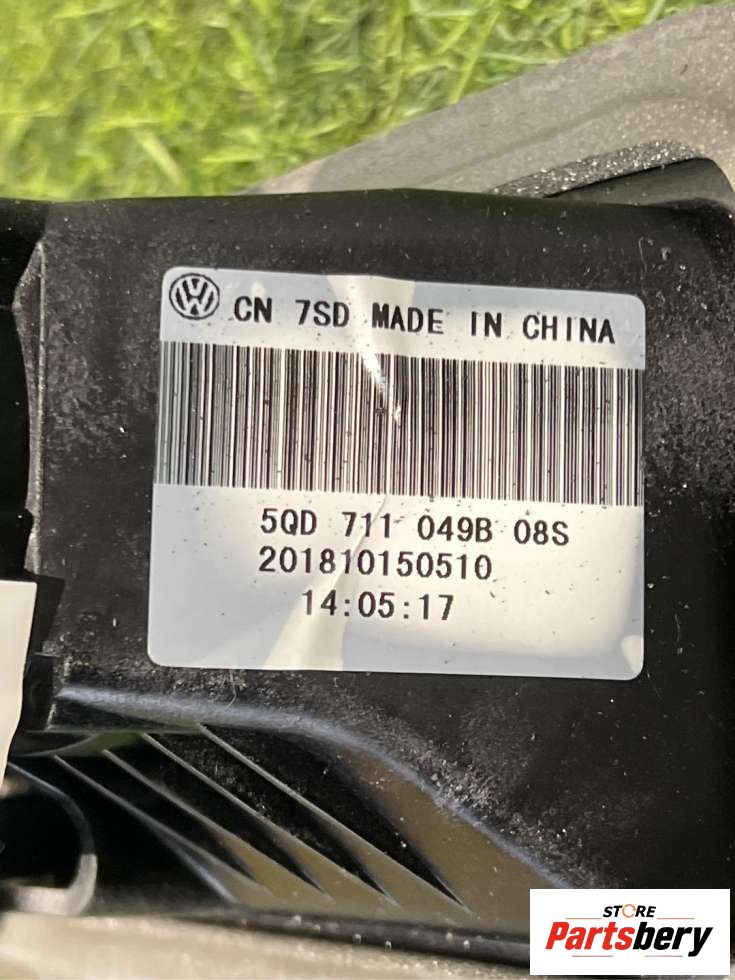 CN 7SD MADE IN CHINA
5QD 711 049B 08S
201810150510
14:05:17
STORE
Partsbery